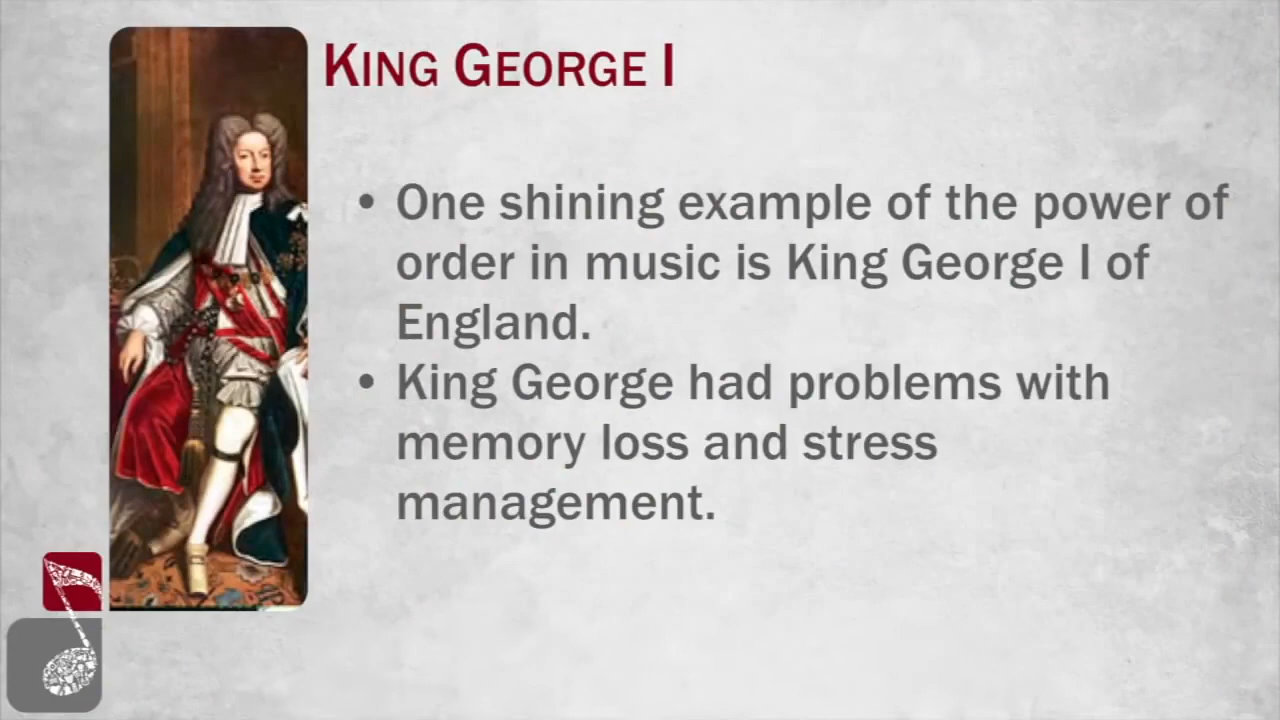 KING GEORGE I
• One shining example of the power of
order in music is King George I of
England.
• King George had problems with
memory loss and stress
management.